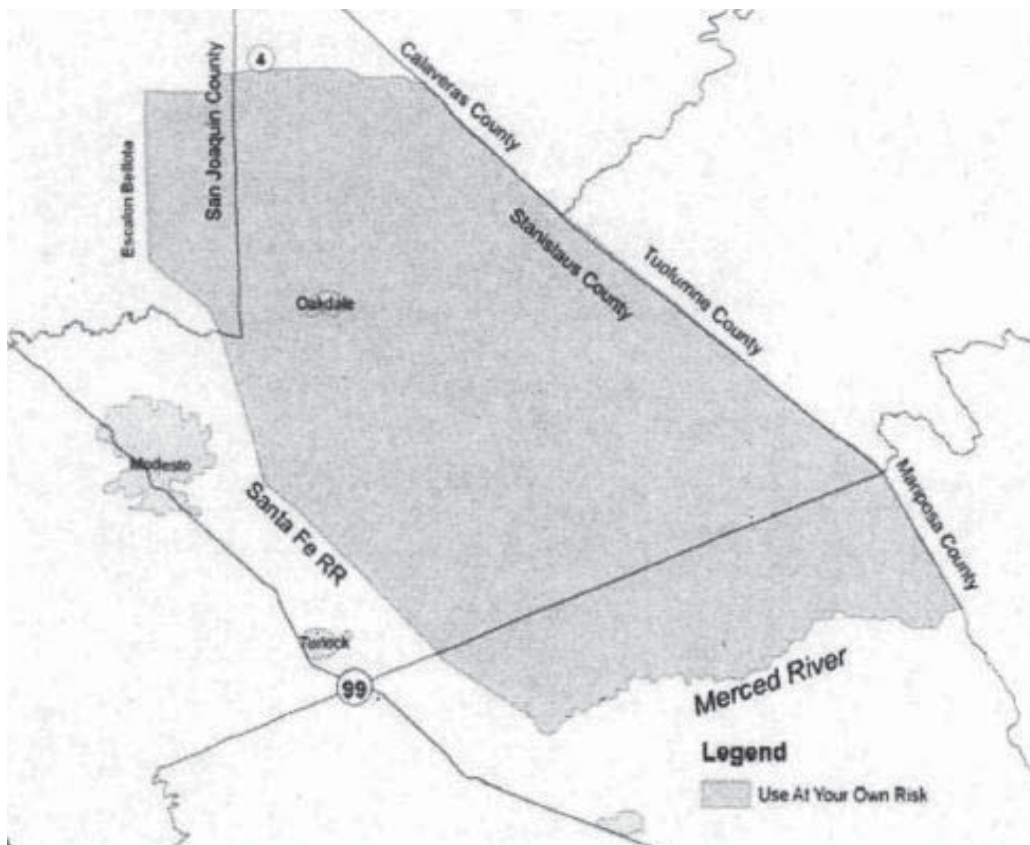 4
Calaveras County
San Joaquin County
Escalon Bellota
Stanislaus County
Tuolumne County
Oakdale
Modesto
Mariposa County
Santa Fe RR
Turlock
99
Merced River
Legend
Use At Your Own Risk